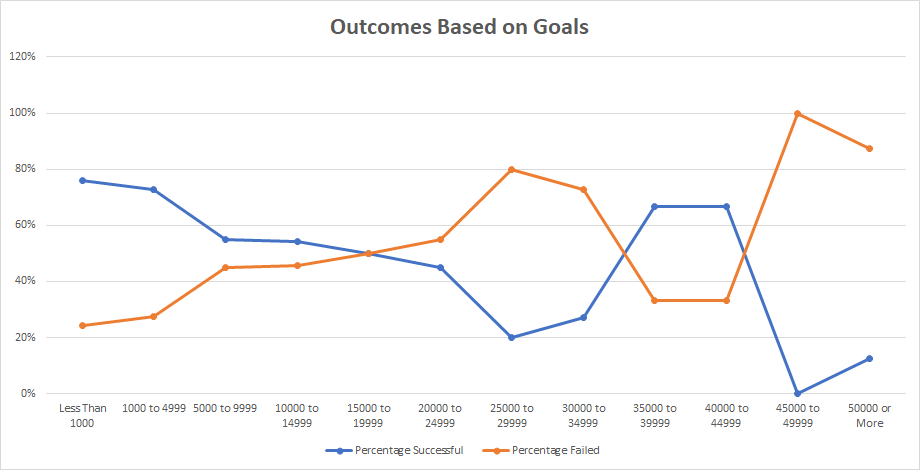 Outcomes Based on Goals
120%
100%
80%
60%
40%
20%
0%
Less Than
1000
1000 to 4999
5000 to 9999
10000 to
14999
15000 to
19999
20000 to
24999
25000 to
29999
30000 to
34999
35000 to
39999
40000 to
44999
45000 to
49999
50000 or
More
Percentage Successful
Percentage Failed